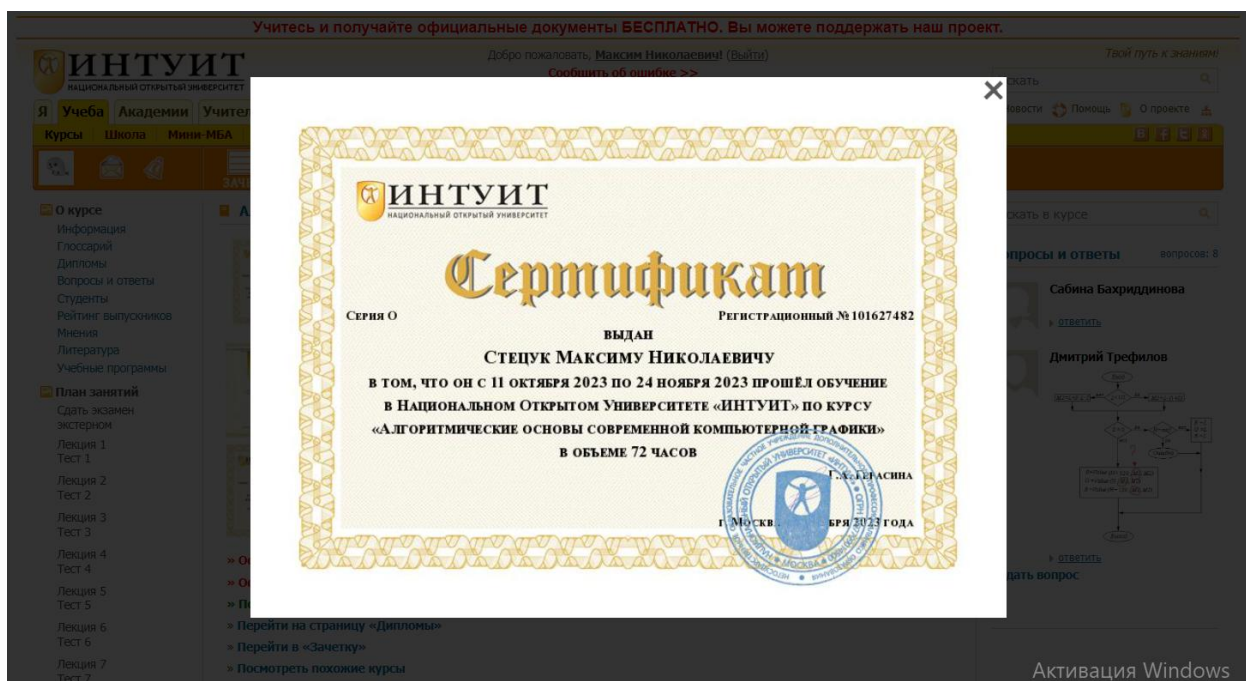 Учитесь и получайте официальные документы БЕСПЛАТНО. Вы можете поддержать наш проект.
ИНТУИТ
НАЦИОНАЛЬНЫЙ ОТКРЫТЫЙ УНИВЕРСИТЕТ
Добро пожаловать, Максим Николаевич! (Выйти)
Сообщить об ошибке >>
Твой путь к знаниям!
Я Учеба Академии
Помощь О проекте
Курсы Школа Мини-МБА
О курсе
Информация
Глоссарий
Дипломы
Вопросы и ответы
Студенты
Рейтинг выпускников
Мнения
Литература
Учебные программы
План занятий
Сдать экзамен
экстерном
Лекция 1
Тест 1
Лекция 2
Тест 2
Лекция 3
Тест 3
Лекция 4
Тест 4
Лекция 5
Тест 5
Лекция 6
Тест 6
Лекция 7
Тест 7
ИНТУИТ
НАЦИОНАЛЬНЫЙ ОТКРЫТЫЙ УНИВЕРСИТЕТ
Сертификат
Серия О Регистрационный № 101627482
выдан
Стецук Максиму Николаевичу
в том, что он с 11 октября 2023 по 24 ноября 2023 прошёл обучение
в Национальном Открытом Университете «ИНТУИТ» по курсу
«Алгоритмические основы современной компьютерной графики»
в объеме 72 часов
2023 года
» Перейти на страницу «Дипломы»
» Перейти в «Зачетку»
» Посмотреть похожие курсы
в курсе
и ответы вопросов: 8
Сабина Бахриддинова
ответить
Дмитрий Трефилов
ответить
вопрос
Активация Windows